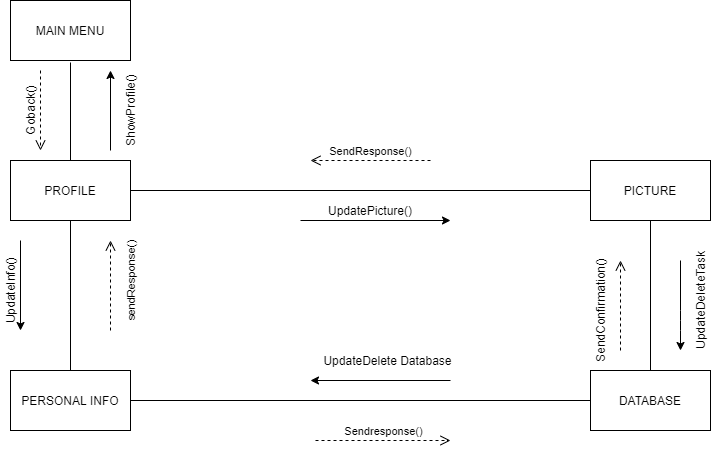 MAIN MENU
Goback()
ShowProfile()
SendResponse()
PROFILE
PICTURE
UpdatePicture()
UpdateInfo()
sendResponse()
SendConfirmation()
UpdateDeleteTask
UpdateDelete Database
PERSONAL INFO
DATABASE
Sendresponse()